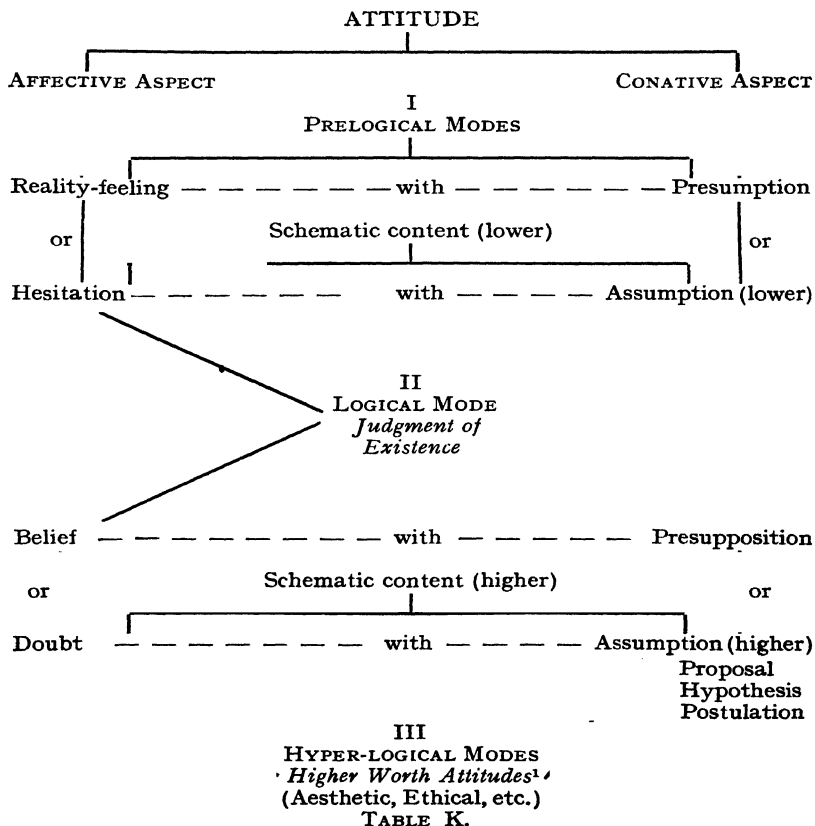 ATTITUDE
AFFECTIVE ASPECT CONATIVE ASPECT
I
PRELOGICAL MODES
Reality-feeling — — — — — with — — — — — Presumption
or Schematic content (lower) or
Hesitation — — — — — with — — — — Assumption (lower)
II
LOGICAL MODE
Judgment of
Existence
Belief — — — — — — — with — — — — — Presupposition
or Schematic content (higher) or
Doubt — — — — — — — with — — — — Assumption (higher)
Proposal
Hypothesis
Postulation
III
HYPER-LOGICAL MODES
Higher Worth Attitudes¹
(Aesthetic, Ethical, etc.)
TABLE K.